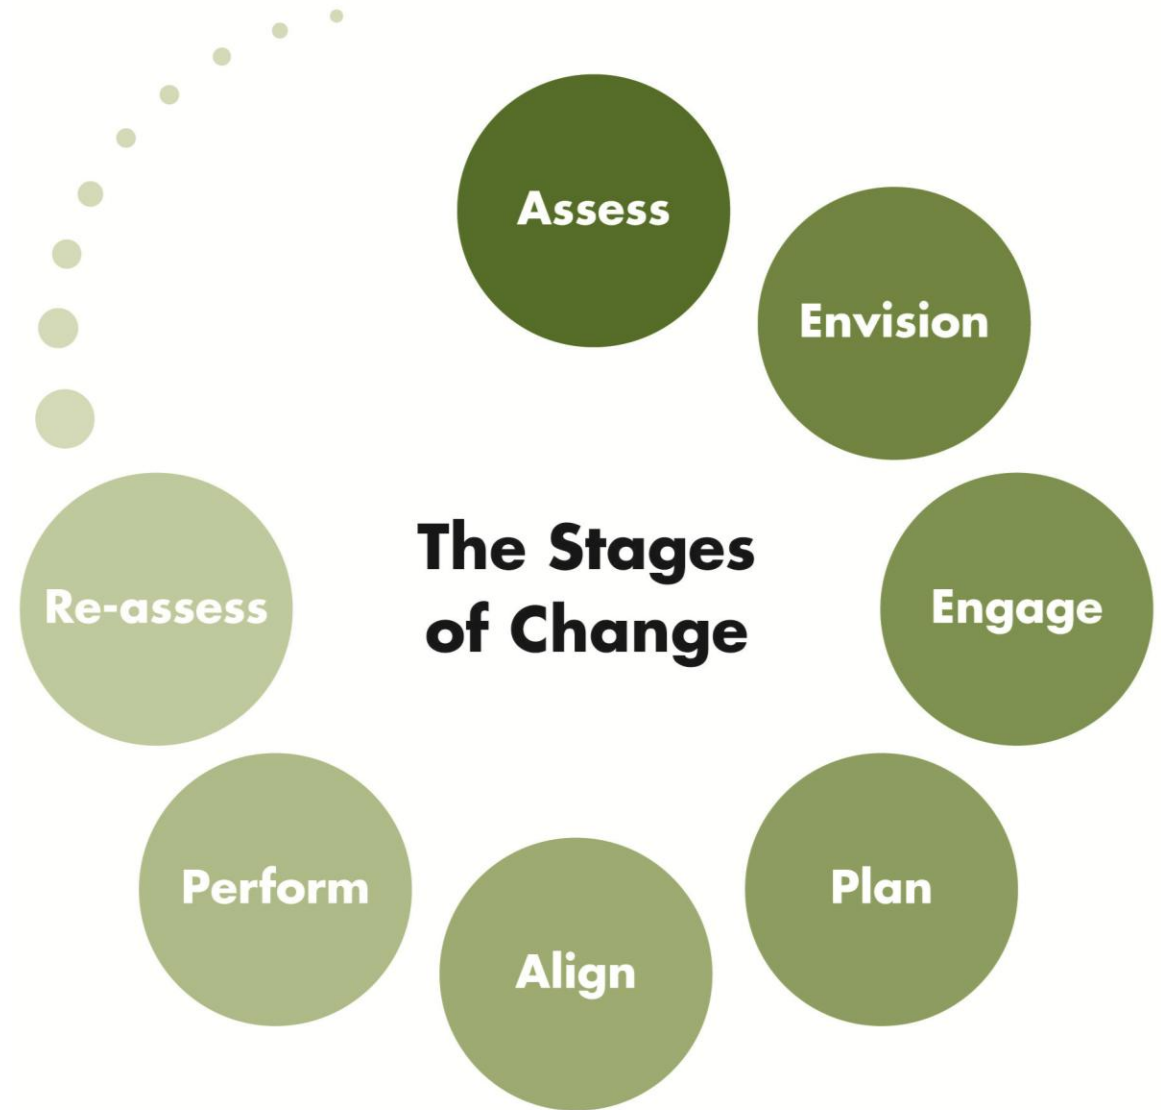 Assess
Envision
Engage
Plan
Align
Perform
Re-assess
The Stages
of Change